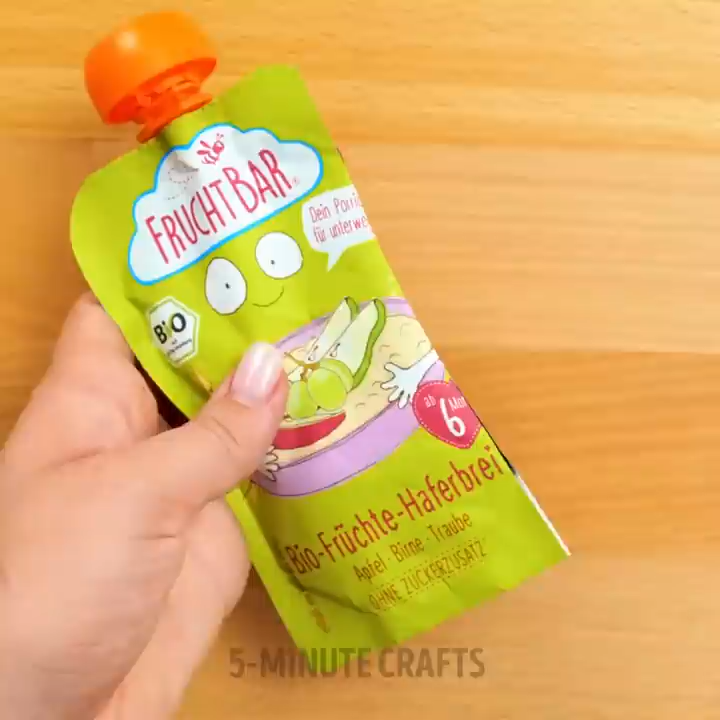 FRUCHTBAR
Dein Porri
für unterwe
BiO
ab
6 Mon
Bio-Früchte-Haferbrei
Apfel · Birne · Traube
OHNE ZUCKERZUSATZ
5-MINUTE CRAFTS